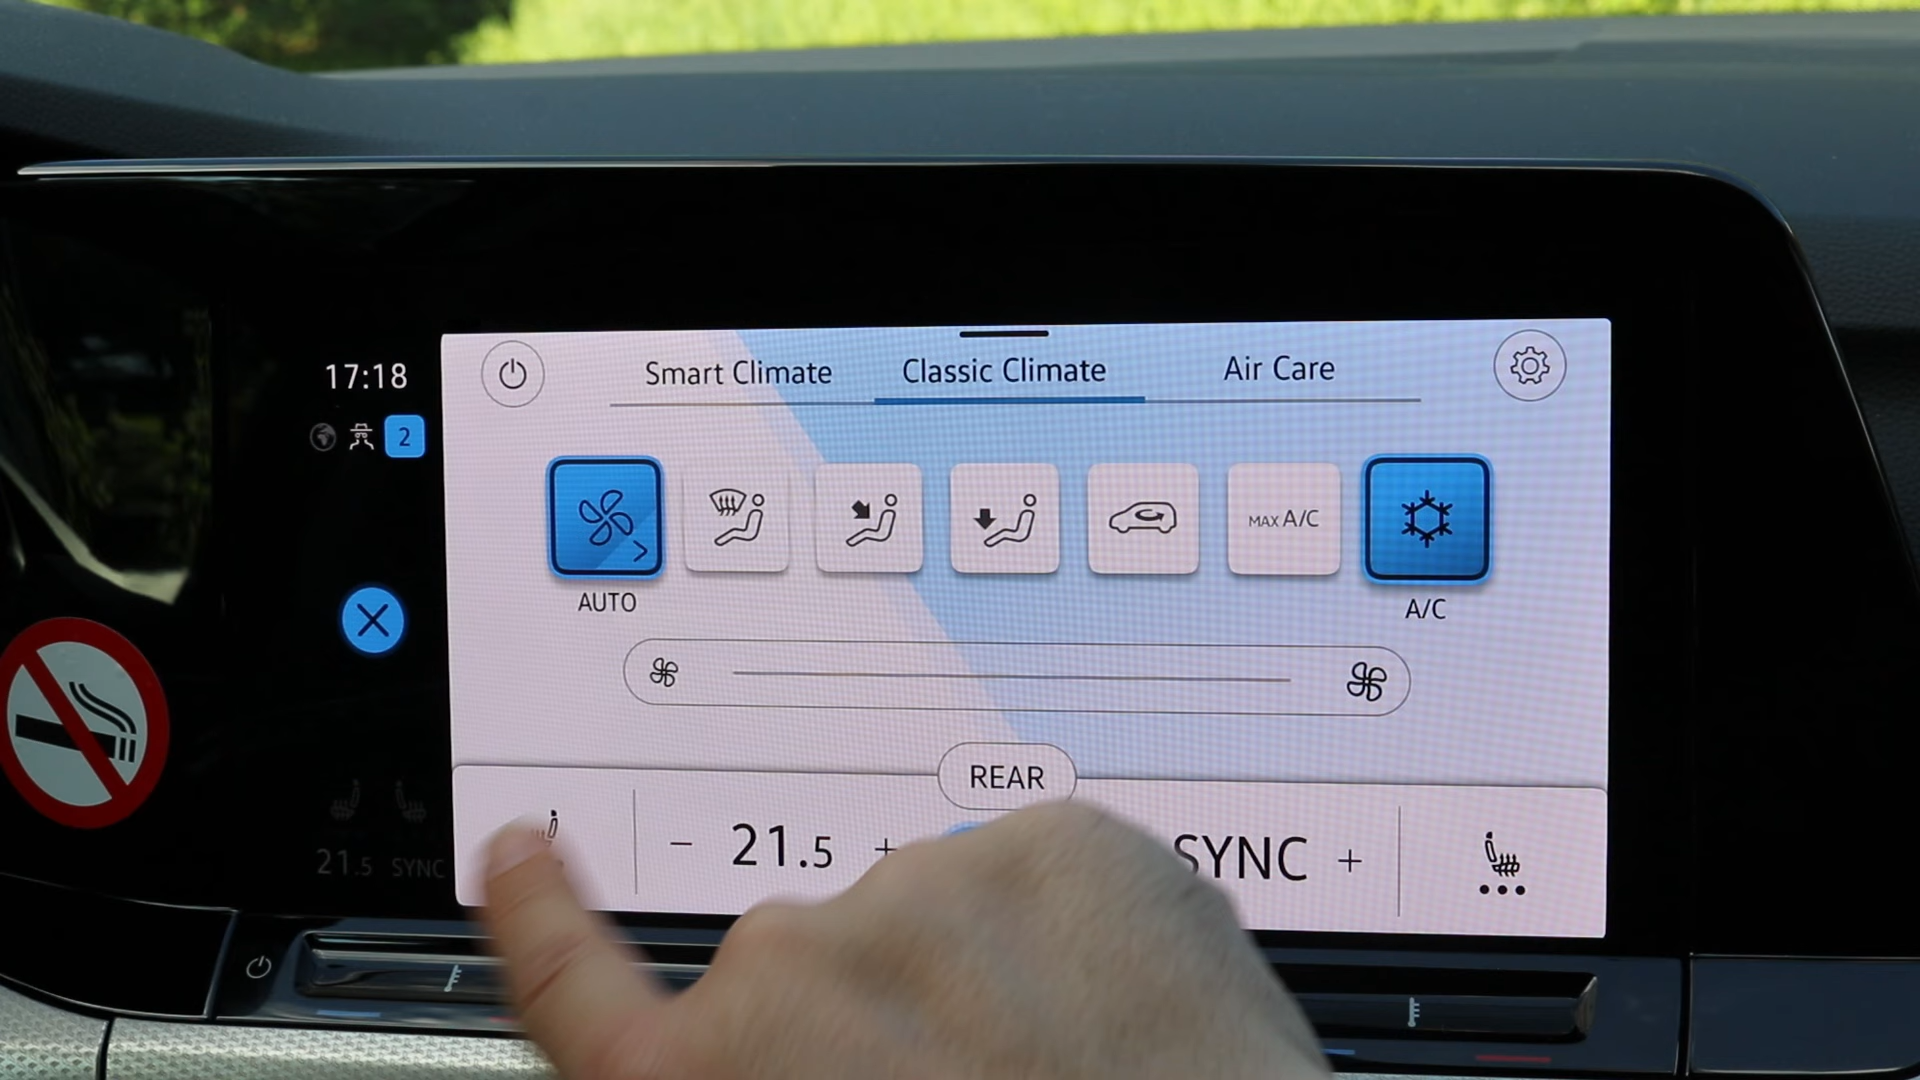 17:18
2
Smart Climate Classic Climate Air Care
MAX A/C
AUTO
A/C
REAR
21.5 SYNC
− 21.5 + SYNC +